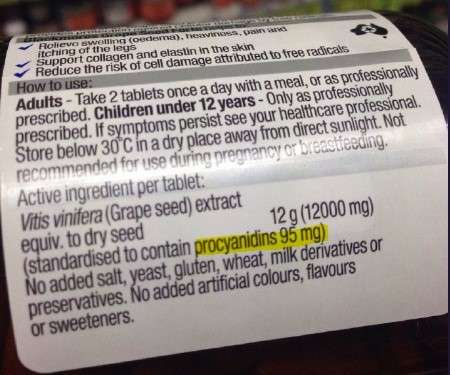 Relieve swelling (oedema), heaviness, pain and
itching of the legs
Support collagen and elastin in the skin
Reduce the risk of cell damage attributed to free radicals
How to use:
Adults - Take 2 tablets once a day with a meal, or as professionally
prescribed. Children under 12 years - Only as professionally
prescribed. If symptoms persist see your healthcare professional.
Store below 30°C in a dry place away from direct sunlight. Not
recommended for use during pregnancy or breastfeeding.
Active ingredient per tablet:
Vitis vinifera (Grape seed) extract
equiv. to dry seed 12 g (12000 mg)
(standardised to contain procyanidins 95 mg)
No added salt, yeast, gluten, wheat, milk derivatives or
preservatives. No added artificial colours, flavours
or sweeteners.